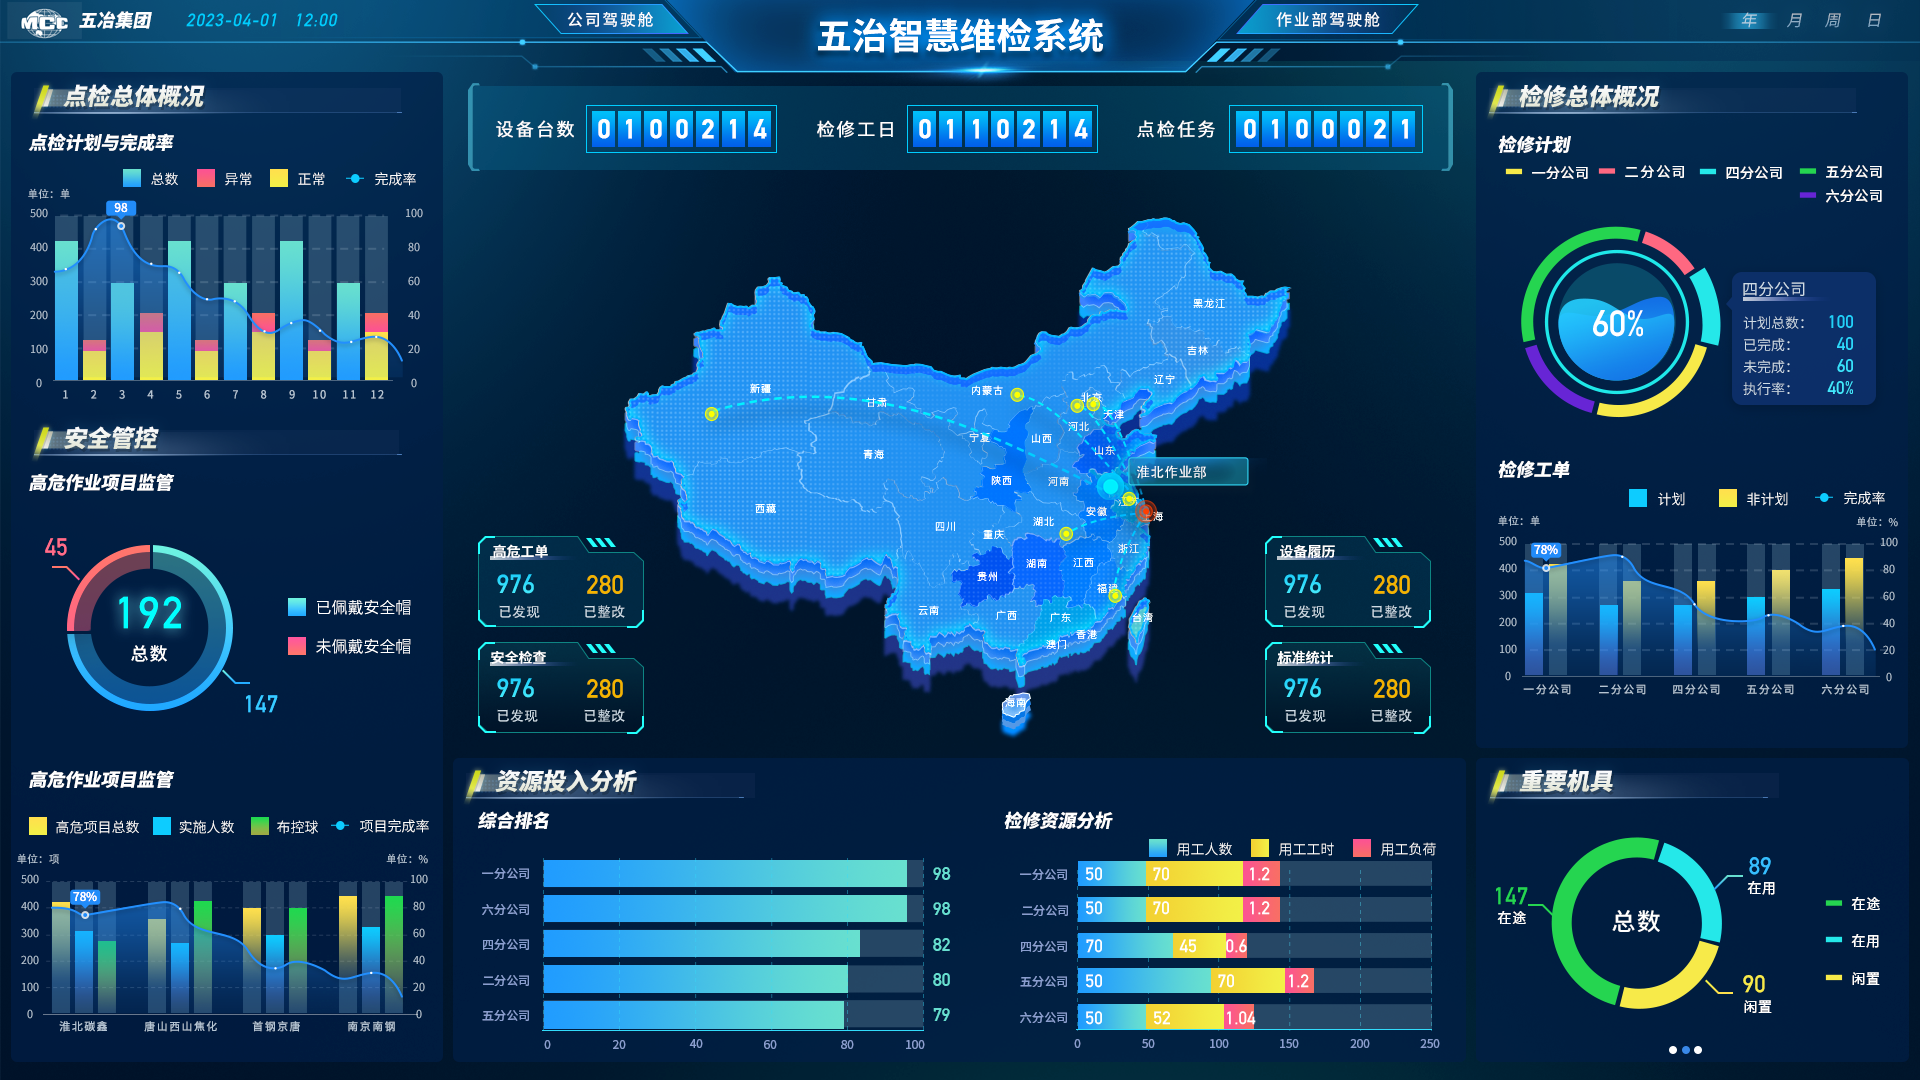 MCC 五冶集团 2023-04-01 12:00
公司驾驶舱
五冶智慧维检系统
作业部驾驶舱
年 月 周 日
点检总体概况
点检计划与完成率
总数 异常 正常 完成率
单位：单
98
500 400 300 200 100 0
100 80 60 40 20 0
1 2 3 4 5 6 7 8 9 10 11 12
安全管控
高危作业项目监管
45
192
总数
147
已佩戴安全帽
未佩戴安全帽
高危作业项目监管
高危项目总数 实施人数 布控球 项目完成率
单位：项 单位：%
78%
500 400 300 200 100 0
100 80 60 40 20 0
淮北碳鑫 唐山西山焦化 首钢京唐 南京南钢
设备台数 0100214
检修工日 0110214
点检任务 0100021
黑龙江
吉林
辽宁
新疆
内蒙古
甘肃
北京
天津
河北
宁夏
山西
山东
青海
淮北作业部
陕西
河南
西藏
安徽
上海
四川
湖北
重庆
浙江
湖南
江西
贵州
福建
云南
广西
广东
台湾
香港
澳门
海南
高危工单
976 280
已发现 已整改
安全检查
976 280
已发现 已整改
设备履历
976 280
已发现 已整改
标准统计
976 280
已发现 已整改
资源投入分析
综合排名
一分公司 98
六分公司 98
四分公司 82
二分公司 80
五分公司 79
0 20 40 60 80 100
检修资源分析
用工人数 用工工时 用工负荷
一分公司 50 70 1.2
二分公司 50 70 1.2
四分公司 70 45 0.6
五分公司 50 70 1.2
六分公司 50 52 1.04
0 50 100 150 200 250
检修总体概况
检修计划
一分公司 二分公司 四分公司 五分公司
六分公司
60%
四分公司
计划总数： 100
已完成： 40
未完成： 60
执行率： 40%
检修工单
计划 非计划 完成率
单位：单 单位：%
78%
500 400 300 200 100 0
100 80 60 40 20 0
一分公司 二分公司 四分公司 五分公司 六分公司
重要机具
147
在途
89
在用
总数
90
闲置
在途
在用
闲置